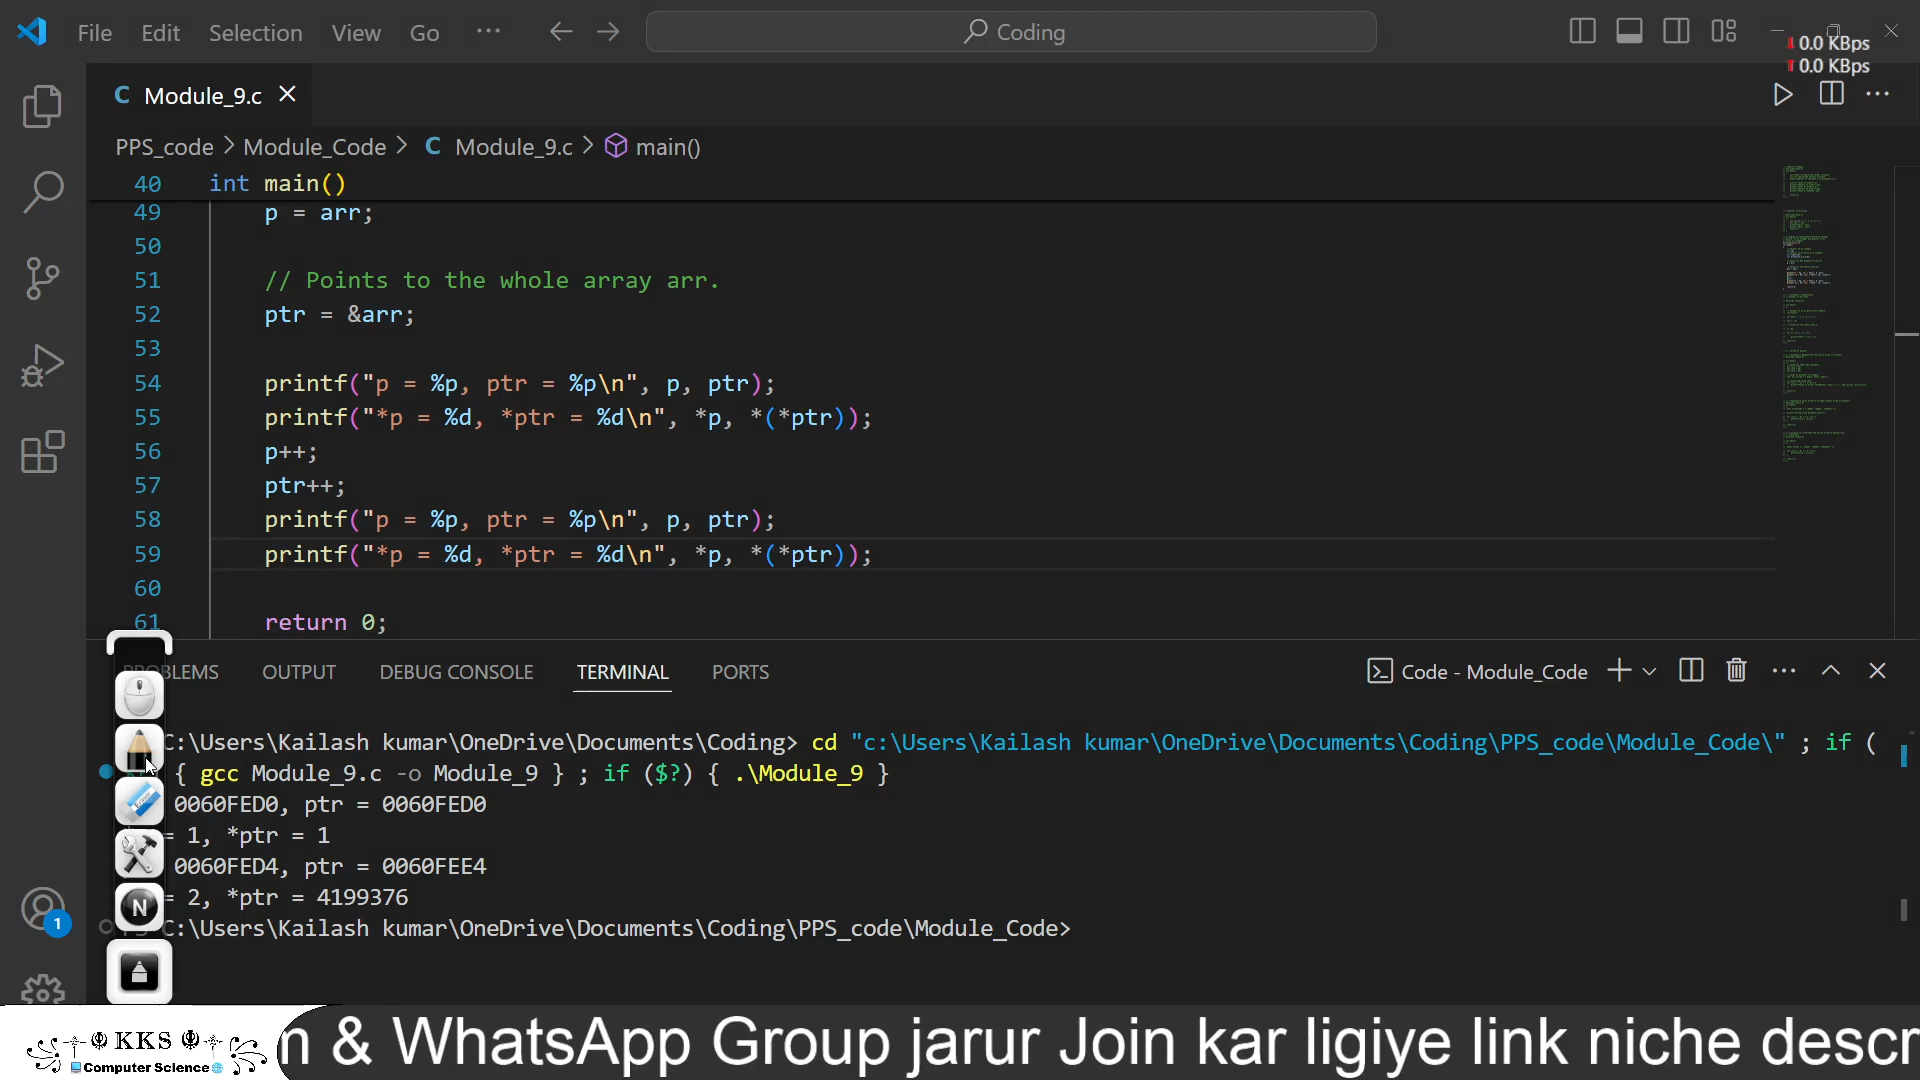 File Edit Selection View Go ··· Coding
0.0 KBps
0.0 KBps
C Module_9.c
PPS_code > Module_Code > C Module_9.c > main()
40 int main()
49 p = arr;
50
51 // Points to the whole array arr.
52 ptr = &arr;
53
54 printf("p = %p, ptr = %p\n", p, ptr);
55 printf("*p = %d, *ptr = %d\n", *p, *(*ptr));
56 p++;
57 ptr++;
58 printf("p = %p, ptr = %p\n", p, ptr);
59 printf("*p = %d, *ptr = %d\n", *p, *(*ptr));
60
61 return 0;
BLEMS OUTPUT DEBUG CONSOLE TERMINAL PORTS Code - Module_Code
C:\Users\Kailash kumar\OneDrive\Documents\Coding> cd "c:\Users\Kailash kumar\OneDrive\Documents\Coding\PPS_code\Module_Code\" ; if (
{ gcc Module_9.c -o Module_9 } ; if ($?) { .\Module_9 }
0060FED0, ptr = 0060FED0
= 1, *ptr = 1
0060FED4, ptr = 0060FEE4
= 2, *ptr = 4199376
C:\Users\Kailash kumar\OneDrive\Documents\Coding\PPS_code\Module_Code>
N
1
KKS
Computer Science
n & WhatsApp Group jarur Join kar ligiye link niche descr